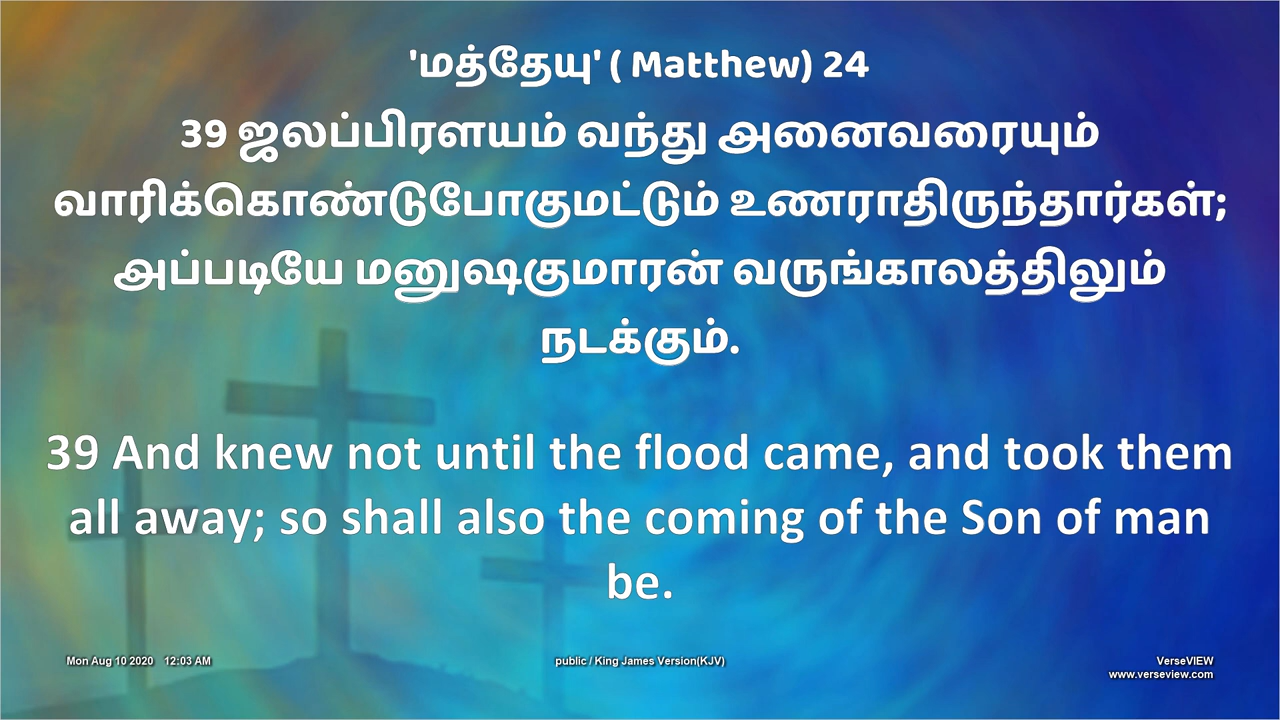 'மத்தேயு' ( Matthew) 24
39 ஜலப்பிரளயம் வந்து அனைவரையும்
வாரிக்கொண்டுபோகுமட்டும் உணராதிருந்தார்கள்;
அப்படியே மனுஷகுமாரன் வருங்காலத்திலும்
நடக்கும்.
39 And knew not until the flood came, and took them
all away; so shall also the coming of the Son of man
be.
Mon Aug 10 2020 12:03 AM
public / King James Version(KJV)
VerseVIEW
www.verseview.com